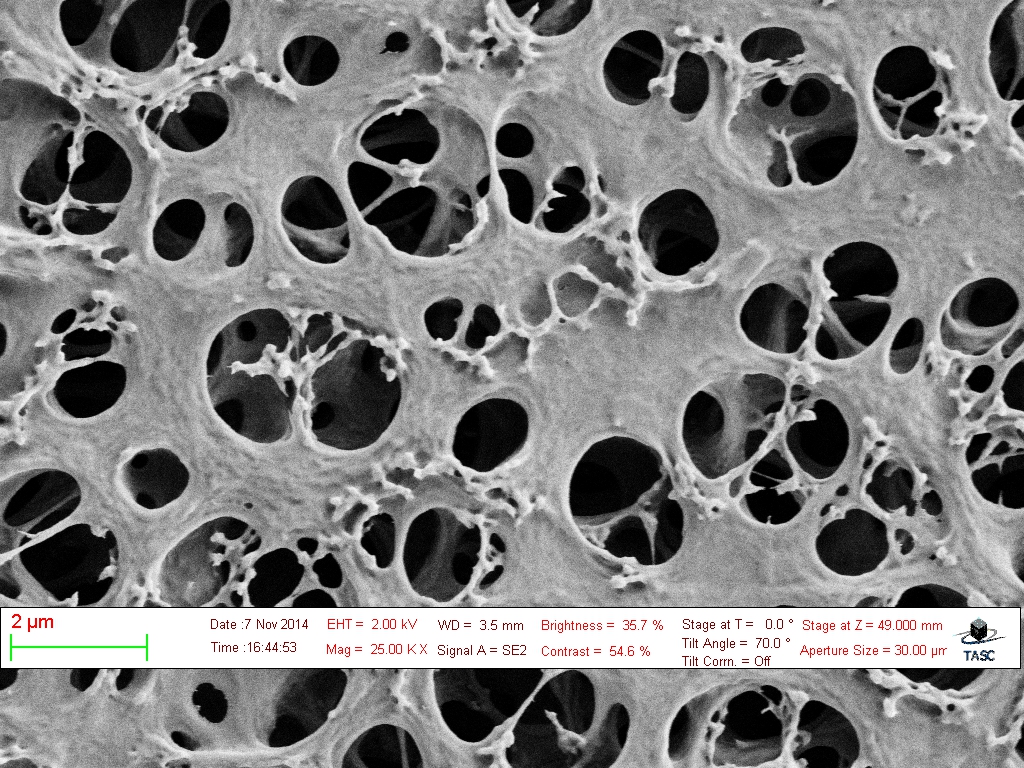 2 µm
Date :7 Nov 2014 EHT = 2.00 kV WD = 3.5 mm Brightness = 35.7 % Stage at T = 0.0 ° Stage at Z = 49.000 mm
Time :16:44:53 Mag = 25.00 K X Signal A = SE2 Contrast = 54.6 % Tilt Angle = 70.0 ° Aperture Size = 30.00 µm
Tilt Corrn. = Off
TASC